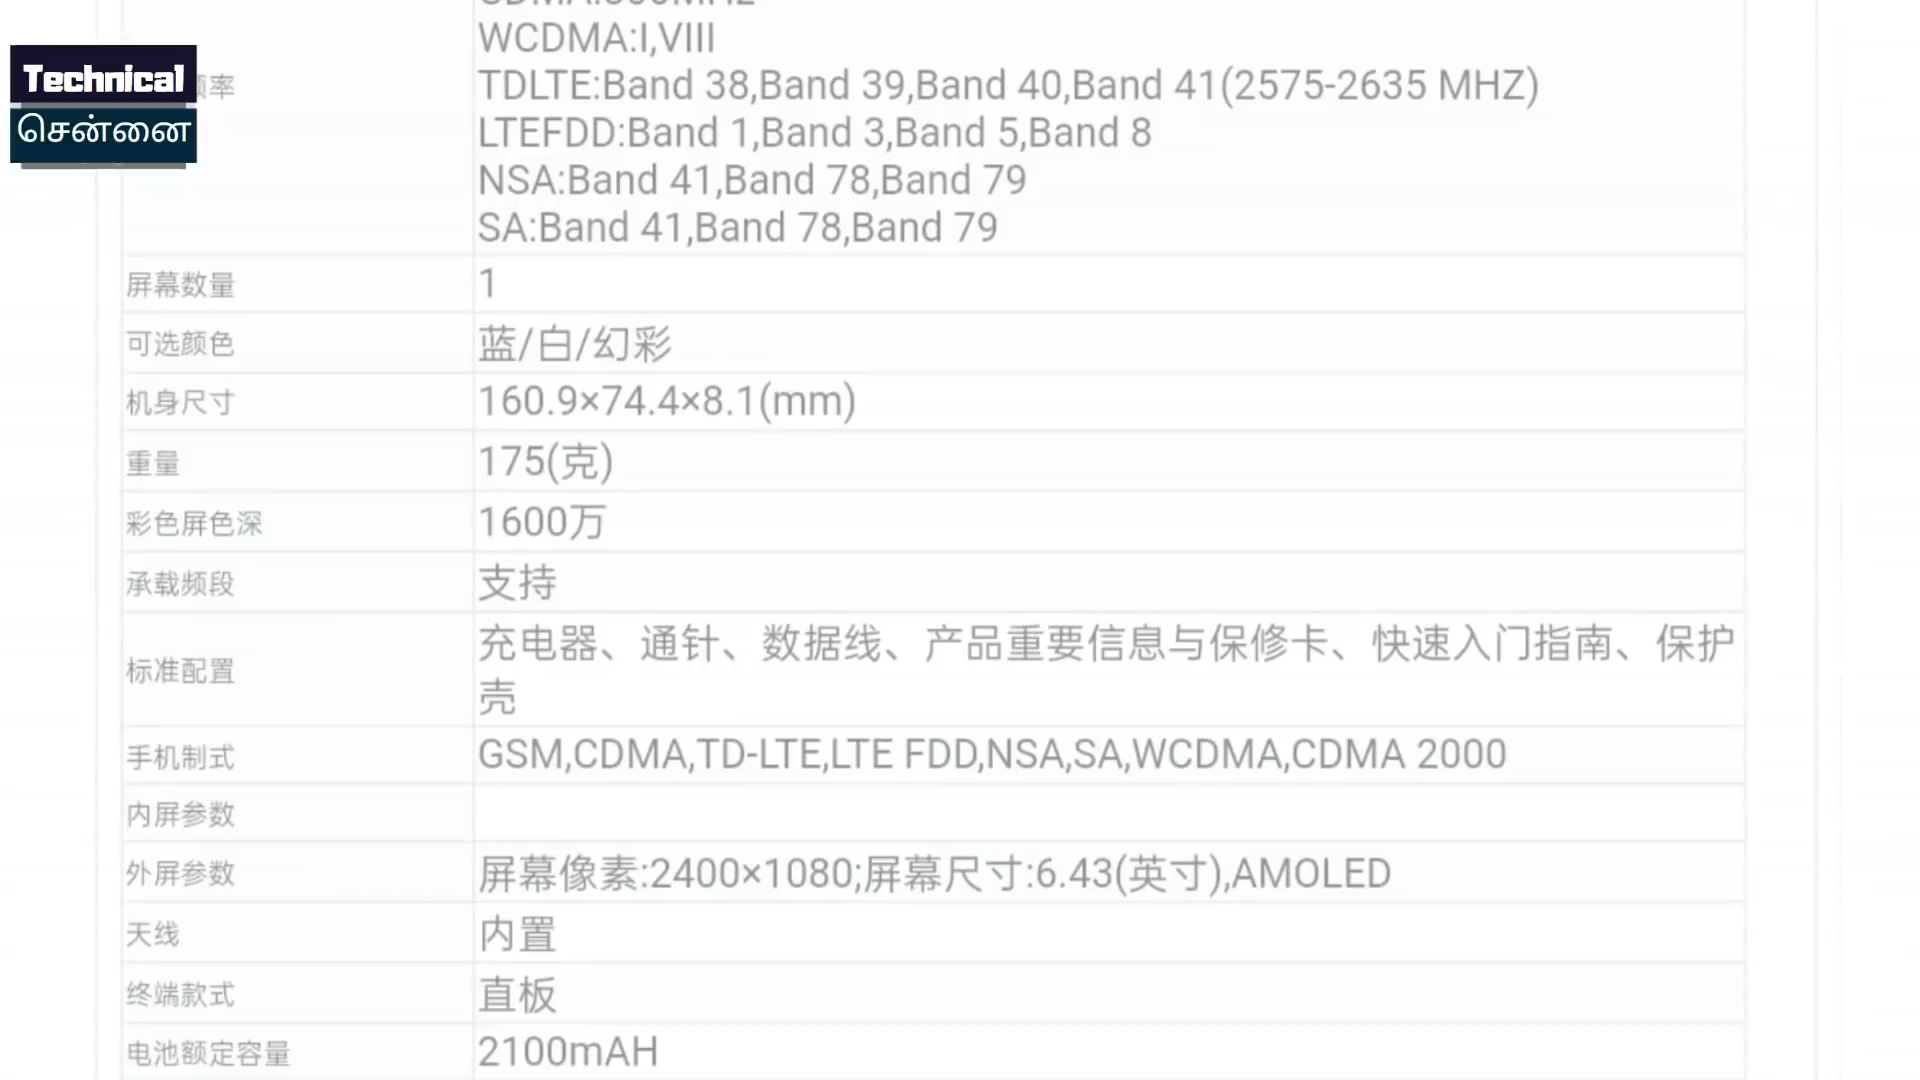 WCDMA:I,VIII
Technical
频率
TDLTE:Band 38,Band 39,Band 40,Band 41(2575-2635 MHZ)
சென்னை
LTEFDD:Band 1,Band 3,Band 5,Band 8
NSA:Band 41,Band 78,Band 79
SA:Band 41,Band 78,Band 79
屏幕数量 1
可选颜色 蓝/白/幻彩
机身尺寸 160.9×74.4×8.1(mm)
重量 175(克)
彩色屏色深 1600万
承载频段 支持
标准配置 充电器、通针、数据线、产品重要信息与保修卡、快速入门指南、保护
壳
手机制式 GSM,CDMA,TD-LTE,LTE FDD,NSA,SA,WCDMA,CDMA 2000
内屏参数
外屏参数 屏幕像素:2400×1080;屏幕尺寸:6.43(英寸),AMOLED
天线 内置
终端款式 直板
电池额定容量 2100mAH